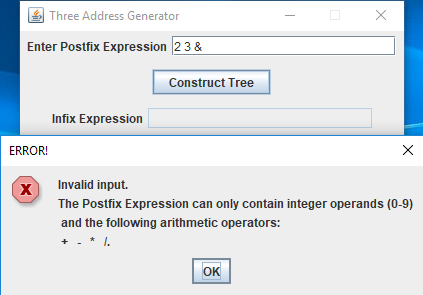 Three Address Generator
Enter Postfix Expression 2 3 &
Construct Tree
Infix Expression
ERROR!
Invalid input.
The Postfix Expression can only contain integer operands (0-9)
and the following arithmetic operators:
+ - * /.
OK